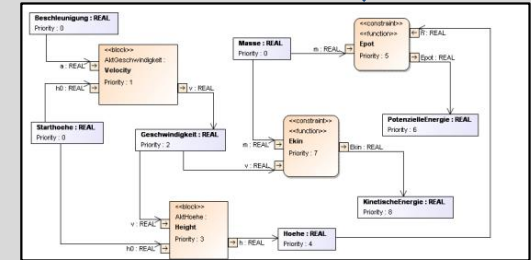 Beschleunigung : REAL
Priority : 0
«block»
AktGeschwindigkeit :
Velocity
Priority : 1
a : REAL
h0 : REAL
v : REAL
Starthoehe : REAL
Priority : 0
Geschwindigkeit : REAL
Priority : 2
«block»
AktHoehe :
Height
Priority : 3
v : REAL
h0 : REAL
h : REAL
Hoehe : REAL
Priority : 4
Masse : REAL
Priority : 0
«constraint»
«function»
Epot
Priority : 5
m : REAL
: REAL
Epot : REAL
PotenzielleEnergie : REAL
Priority : 6
«constraint»
«function»
Ekin
Priority : 7
m : REAL
v : REAL
Ekin : REAL
KinetischeEnergie : REAL
Priority : 8